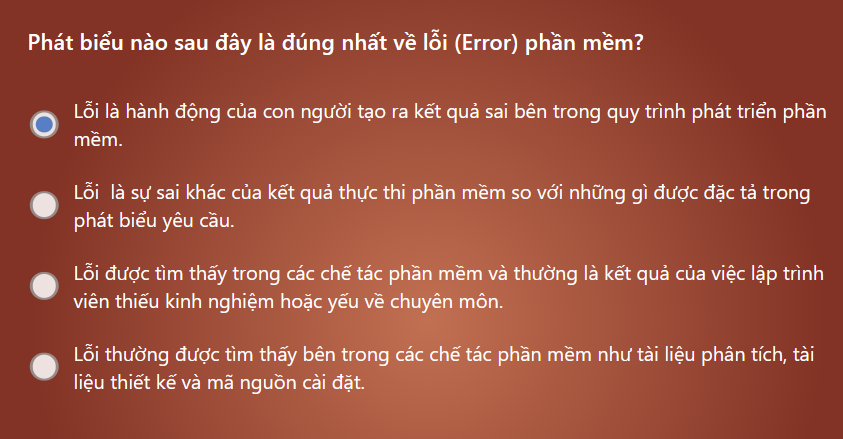 Phát biểu nào sau đây là đúng nhất về lỗi (Error) phần mềm?
Lỗi là hành động của con người tạo ra kết quả sai bên trong quy trình phát triển phần
mềm.
Lỗi  là sự sai khác của kết quả thực thi phần mềm so với những gì được đặc tả trong
phát biểu yêu cầu.
Lỗi được tìm thấy trong các chế tác phần mềm và thường là kết quả của việc lập trình
viên thiếu kinh nghiệm hoặc yếu về chuyên môn.
Lỗi thường được tìm thấy bên trong các chế tác phần mềm như tài liệu phân tích, tài
liệu thiết kế và mã nguồn cài đặt.